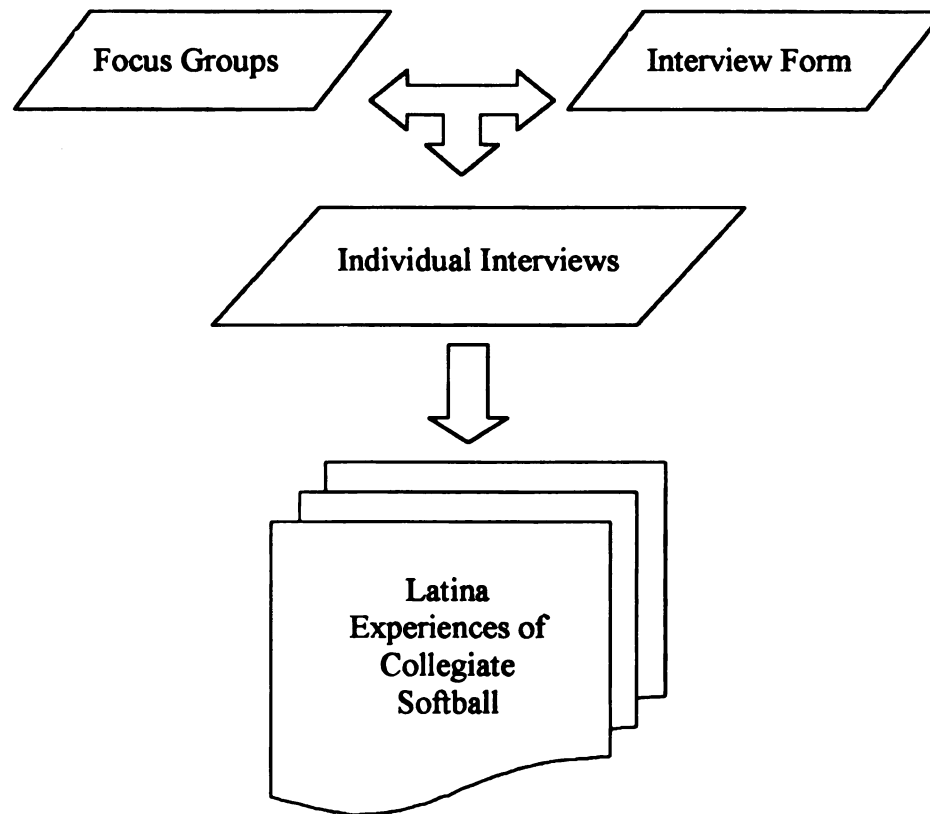 Focus Groups
Interview Form
Individual Interviews
Latina
Experiences of
Collegiate
Softball